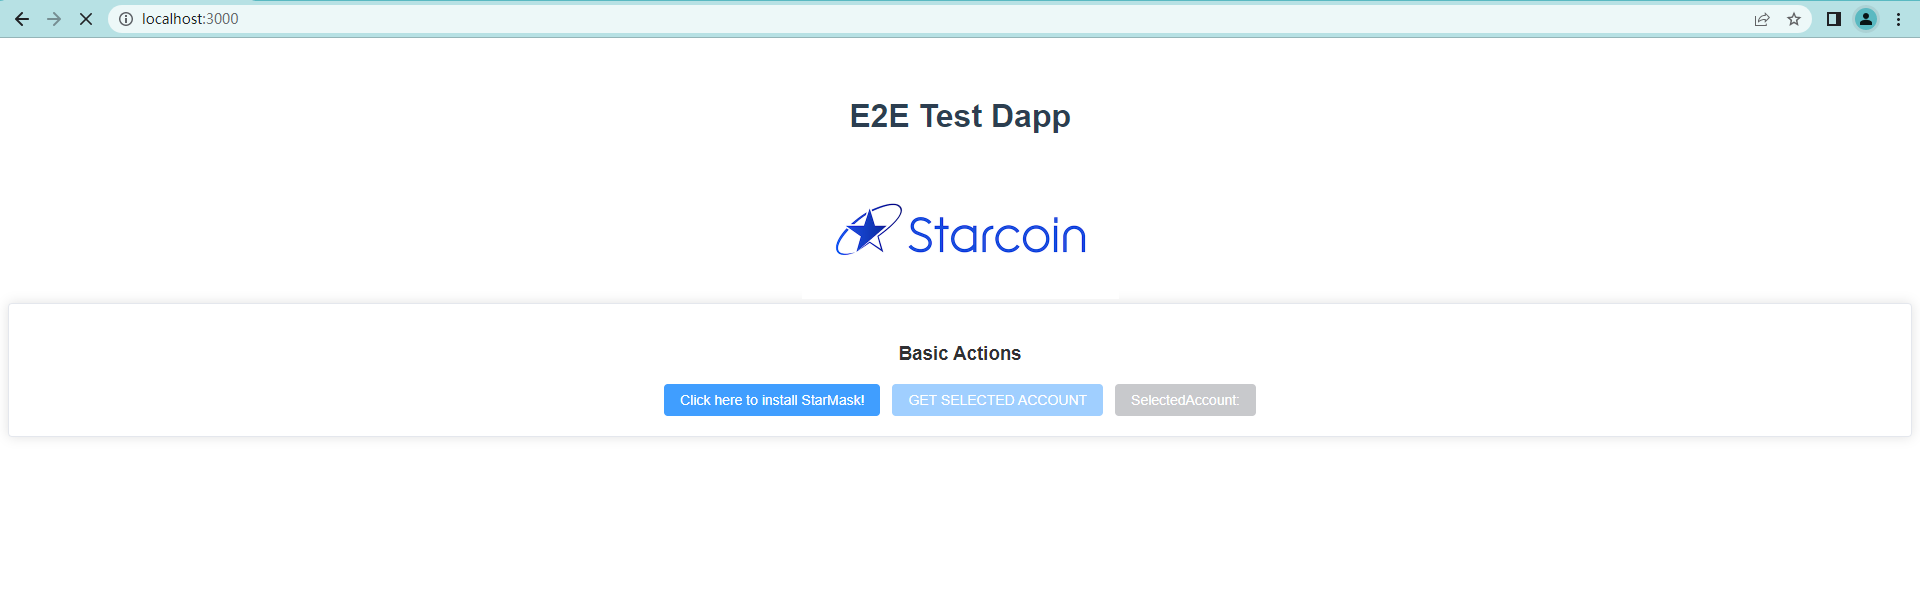 localhost:3000
E2E Test Dapp
Starcoin
Basic Actions
Click here to install StarMask! GET SELECTED ACCOUNT SelectedAccount: